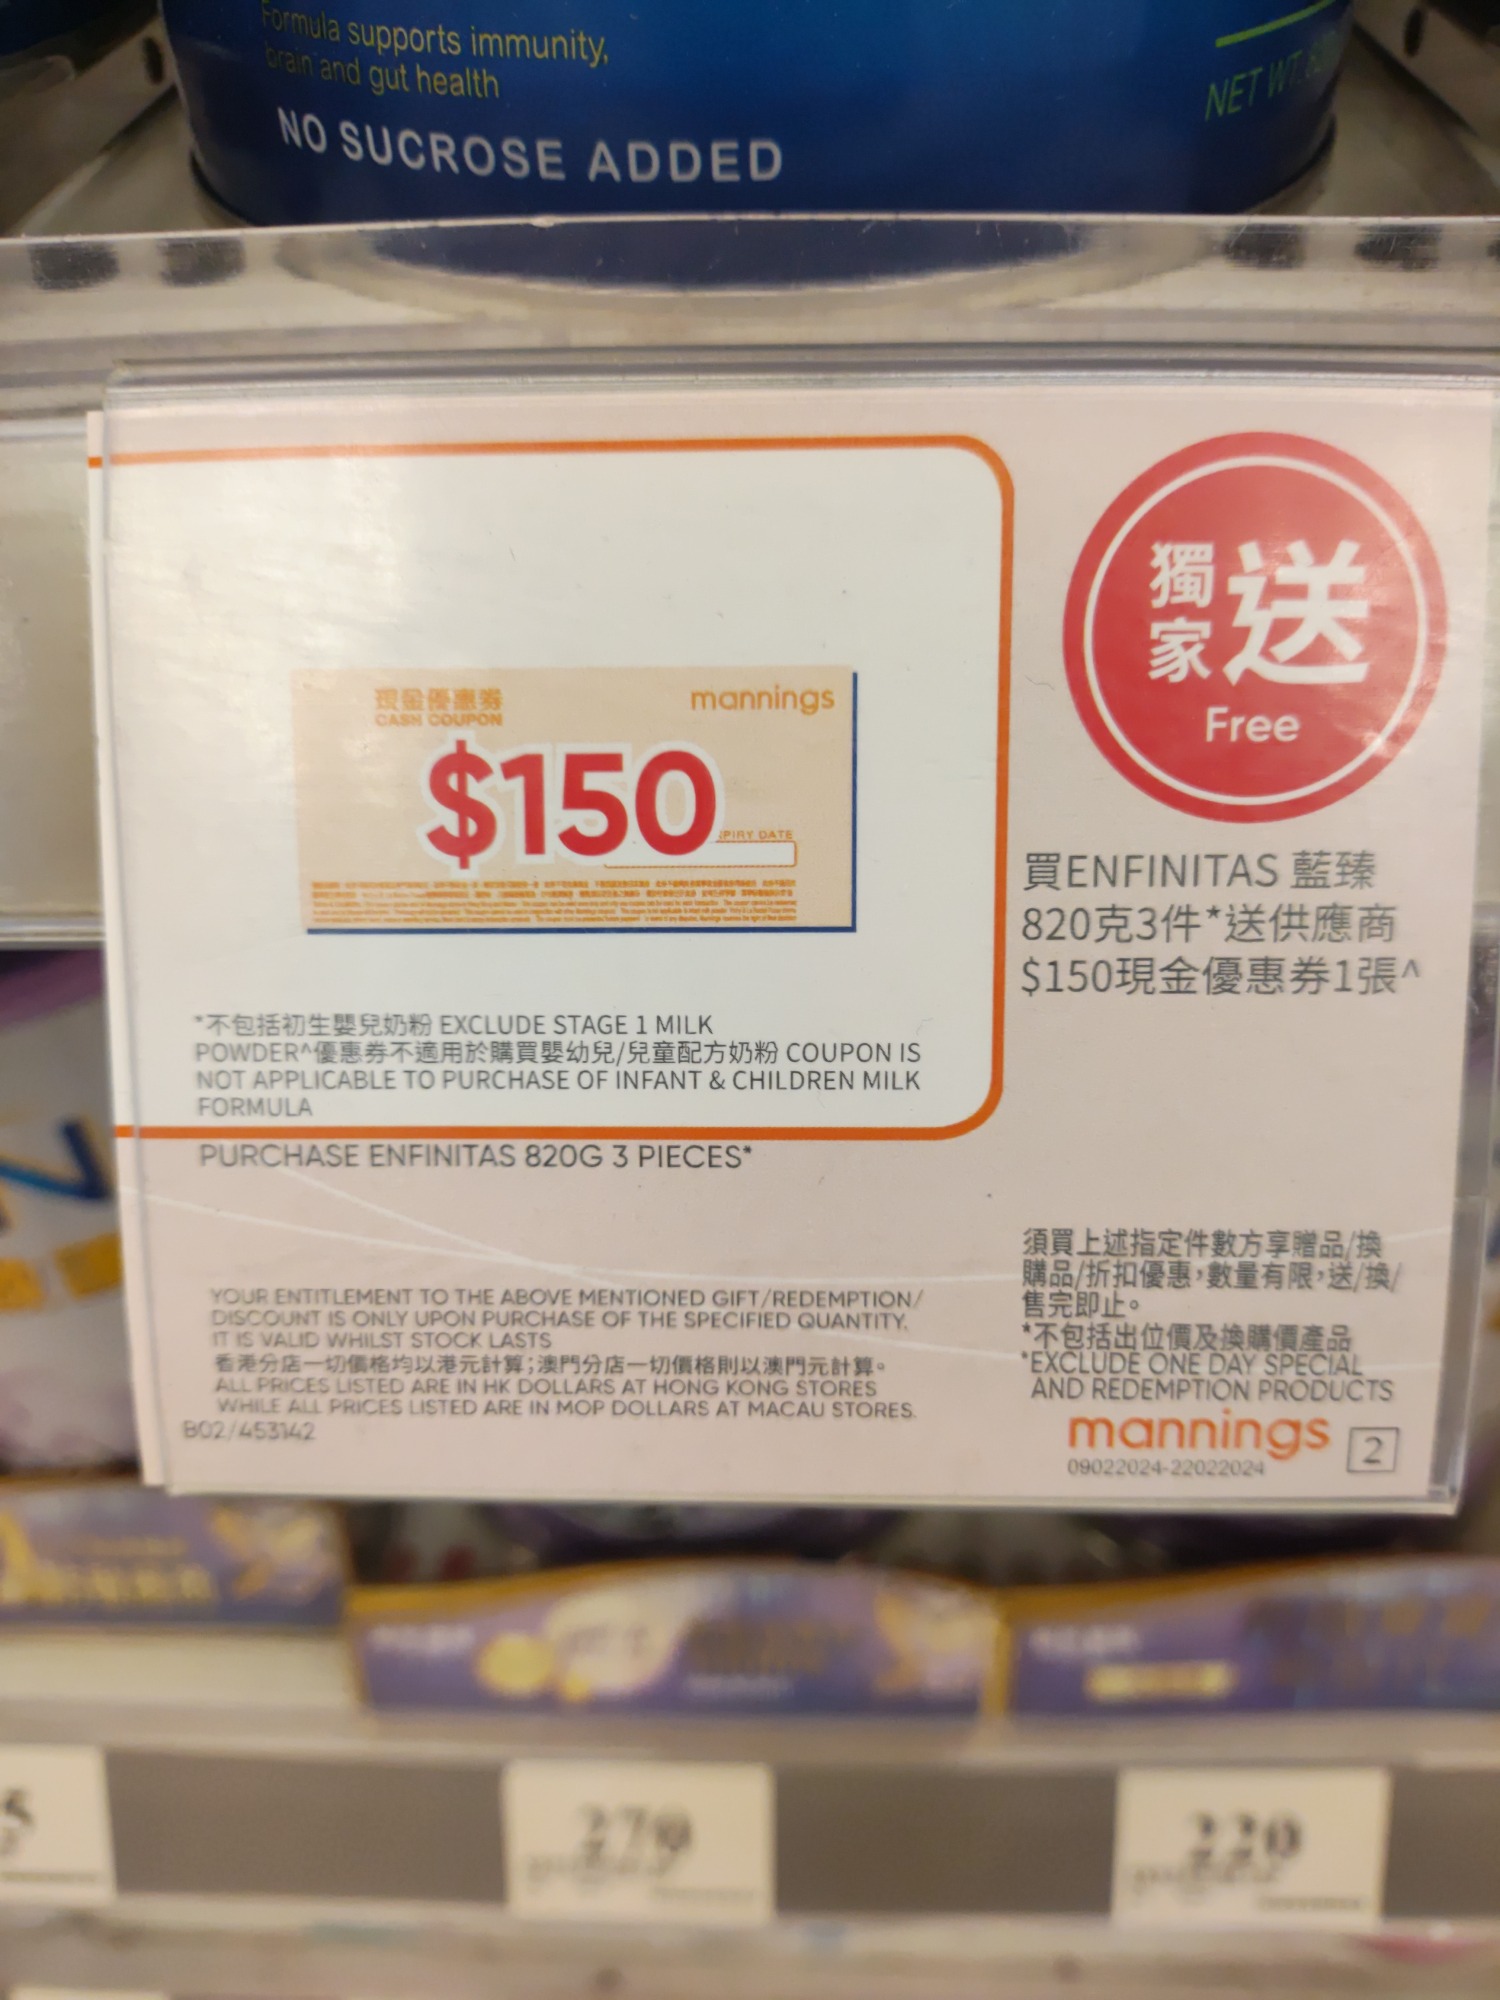 Formula supports immunity,
brain and gut health
NO SUCROSE ADDED
NET WT.
獨家送
Free
現金優惠券
CASH COUPON
mannings
$150
PIRY DATE
買ENFINITAS 藍臻
820克3件*送供應商
$150現金優惠券1張^
*不包括初生嬰兒奶粉 EXCLUDE STAGE 1 MILK
POWDER^優惠券不適用於購買嬰幼兒/兒童配方奶粉 COUPON IS
NOT APPLICABLE TO PURCHASE OF INFANT & CHILDREN MILK
FORMULA
PURCHASE ENFINITAS 820G 3 PIECES*
YOUR ENTITLEMENT TO THE ABOVE MENTIONED GIFT/REDEMPTION/
DISCOUNT IS ONLY UPON PURCHASE OF THE SPECIFIED QUANTITY.
IT IS VALID WHILST STOCK LASTS
香港分店一切價格均以港元計算;澳門分店一切價格則以澳門元計算。
ALL PRICES LISTED ARE IN HK DOLLARS AT HONG KONG STORES
WHILE ALL PRICES LISTED ARE IN MOP DOLLARS AT MACAU STORES.
B02/453142
須買上述指定件數方享贈品/換
購品/折扣優惠,數量有限,送/換/
售完即止。
*不包括出位價及換購價產品
*EXCLUDE ONE DAY SPECIAL
AND REDEMPTION PRODUCTS
mannings
09022024-22022024
2
270
220